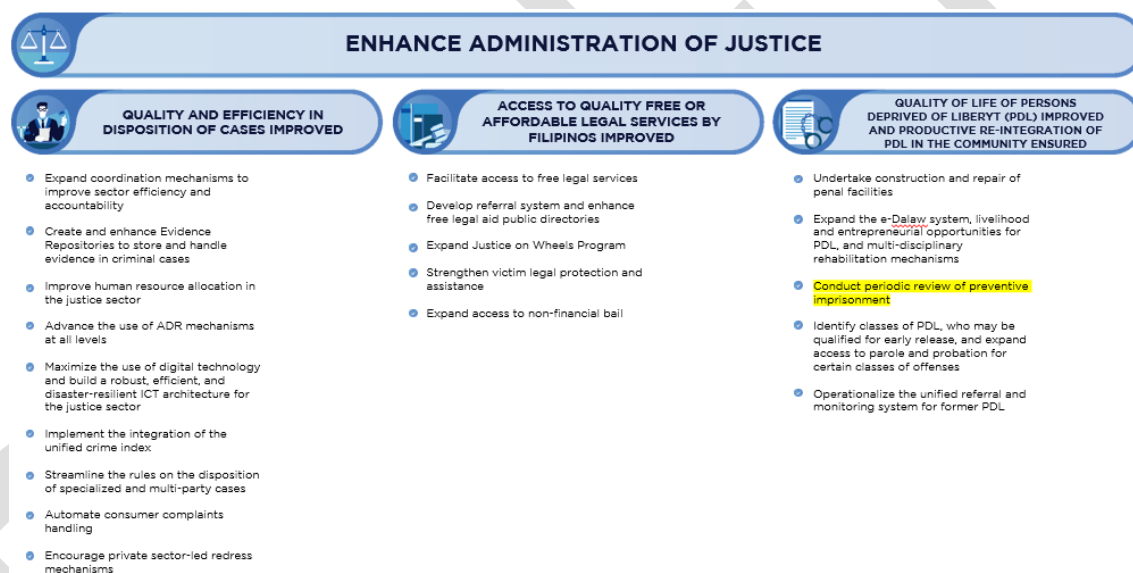 ENHANCE ADMINISTRATION OF JUSTICE
QUALITY AND EFFICIENCY IN
DISPOSITION OF CASES IMPROVED
Expand coordination mechanisms to
improve sector efficiency and
accountability
Create and enhance Evidence
Repositories to store and handle
evidence in criminal cases
Improve human resource allocation in
the justice sector
Advance the use of ADR mechanisms
at all levels
Maximize the use of digital technology
and build a robust, efficient, and
disaster-resilient ICT architecture for
the justice sector
Implement the integration of the
unified crime index
Streamline the rules on the disposition
of specialized and multi-party cases
Automate consumer complaints
handling
Encourage private sector-led redress
mechanisms
ACCESS TO QUALITY FREE OR
AFFORDABLE LEGAL SERVICES BY
FILIPINOS IMPROVED
Facilitate access to free legal services
Develop referral system and enhance
free legal aid public directories
Expand Justice on Wheels Program
Strengthen victim legal protection and
assistance
Expand access to non-financial bail
QUALITY OF LIFE OF PERSONS
DEPRIVED OF LIBERYT (PDL) IMPROVED
AND PRODUCTIVE RE-INTEGRATION OF
PDL IN THE COMMUNITY ENSURED
Undertake construction and repair of
penal facilities
Expand the e-Dalaw system, livelihood
and entrepreneurial opportunities for
PDL, and multi-disciplinary
rehabilitation mechanisms
Conduct periodic review of preventive
imprisonment
Identify classes of PDL, who may be
qualified for early release, and expand
access to parole and probation for
certain classes of offenses
Operationalize the unified referral and
monitoring system for former PDL